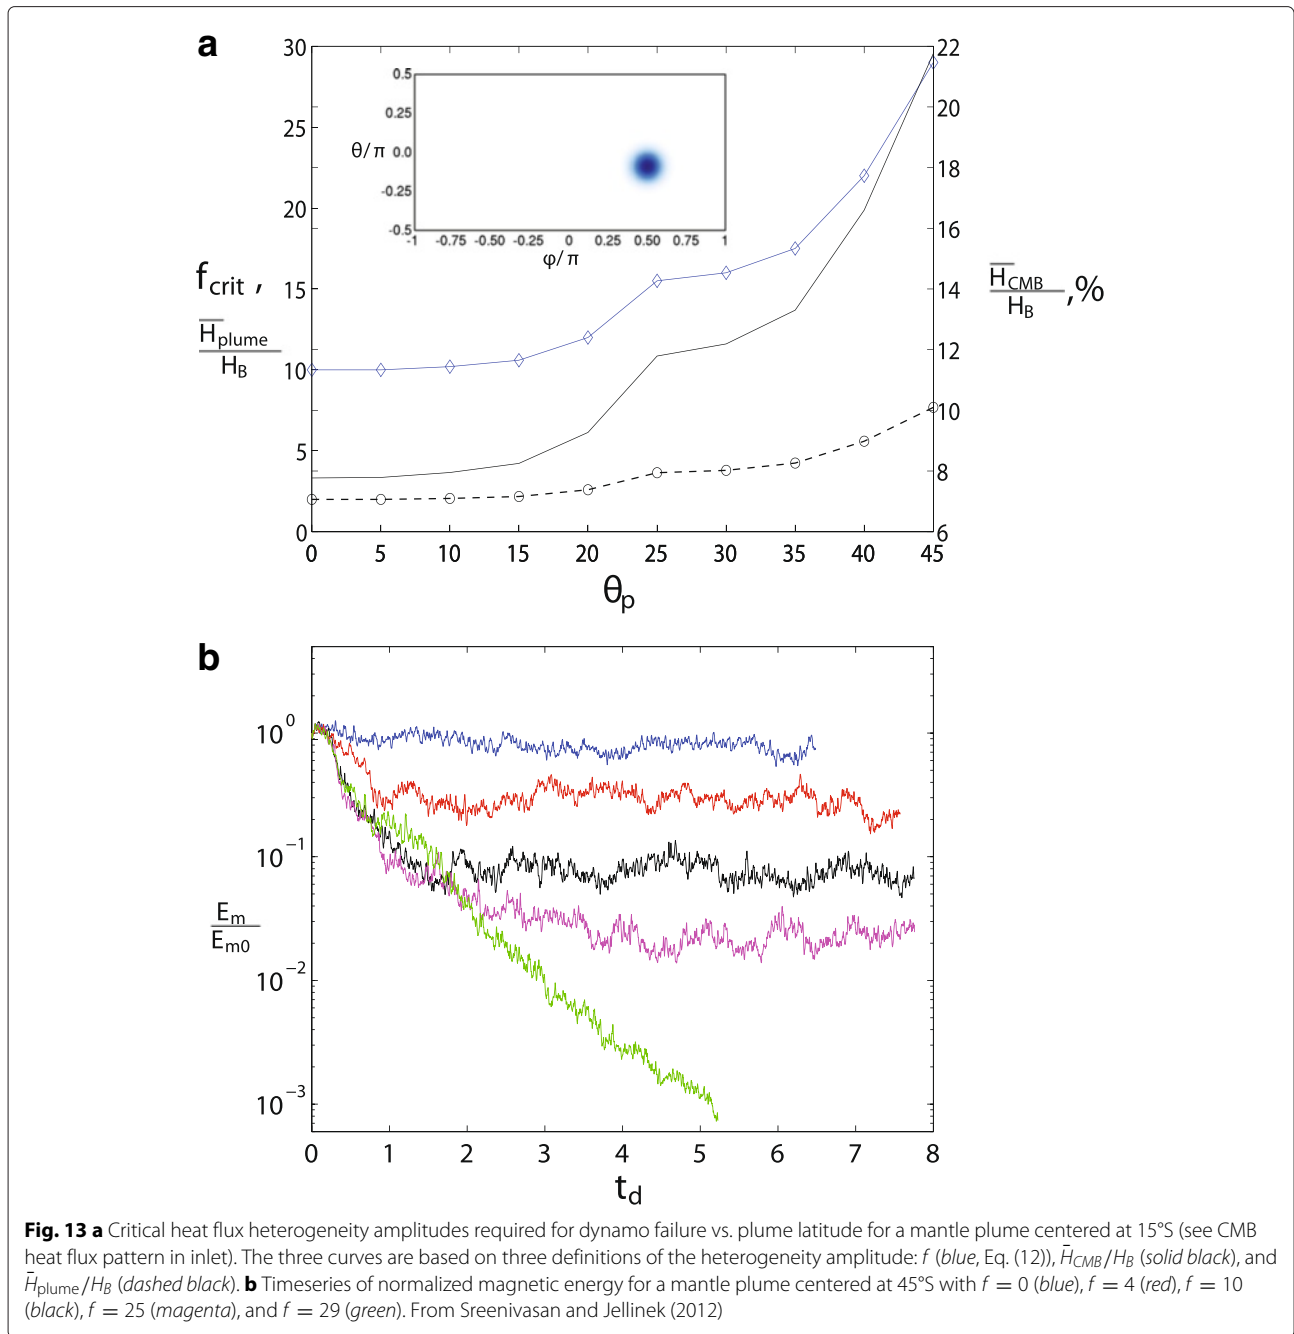 a
30
25
20
15
10
5
0
f_crit ,
H̅_plume
H_B
22
20
18
16
14
12
10
8
6
H̅_CMB
H_B
,%
0.5
0.25
0.0
-0.25
-0.5
θ/π
-1 -0.75 -0.50 -0.25 0 0.25 0.50 0.75 1
φ/π
0 5 10 15 20 25 30 35 40 45
θ_p
b
10^0
10^−1
10^−2
10^−3
E_m
E_m0
0 1 2 3 4 5 6 7 8
t_d
Fig. 13 a Critical heat flux heterogeneity amplitudes required for dynamo failure vs. plume latitude for a mantle plume centered at 15°S (see CMB
heat flux pattern in inlet). The three curves are based on three definitions of the heterogeneity amplitude: f (blue, Eq. (12)), H̄_CMB/H_B (solid black), and
H̄_plume/H_B (dashed black). b Timeseries of normalized magnetic energy for a mantle plume centered at 45°S with f = 0 (blue), f = 4 (red), f = 10
(black), f = 25 (magenta), and f = 29 (green). From Sreenivasan and Jellinek (2012)